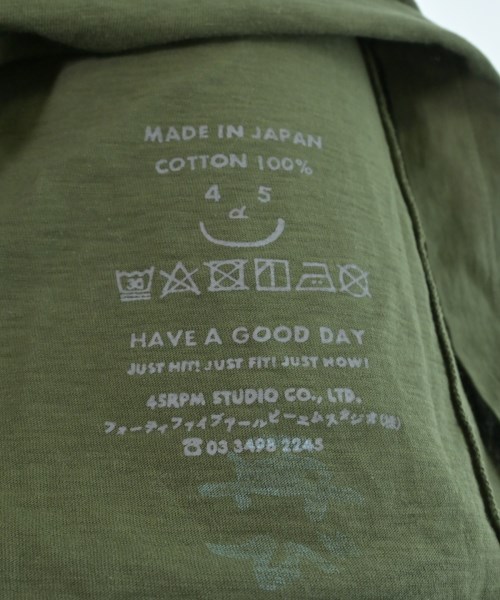 MADE IN JAPAN
COTTON 100%
4 5
α
30
HAVE A GOOD DAY
JUST HIT! JUST FIT! JUST NOW!
45RPM STUDIO CO., LTD.
フォーティファイブアールピーエムスタジオ(株)
☎03 3498 2245